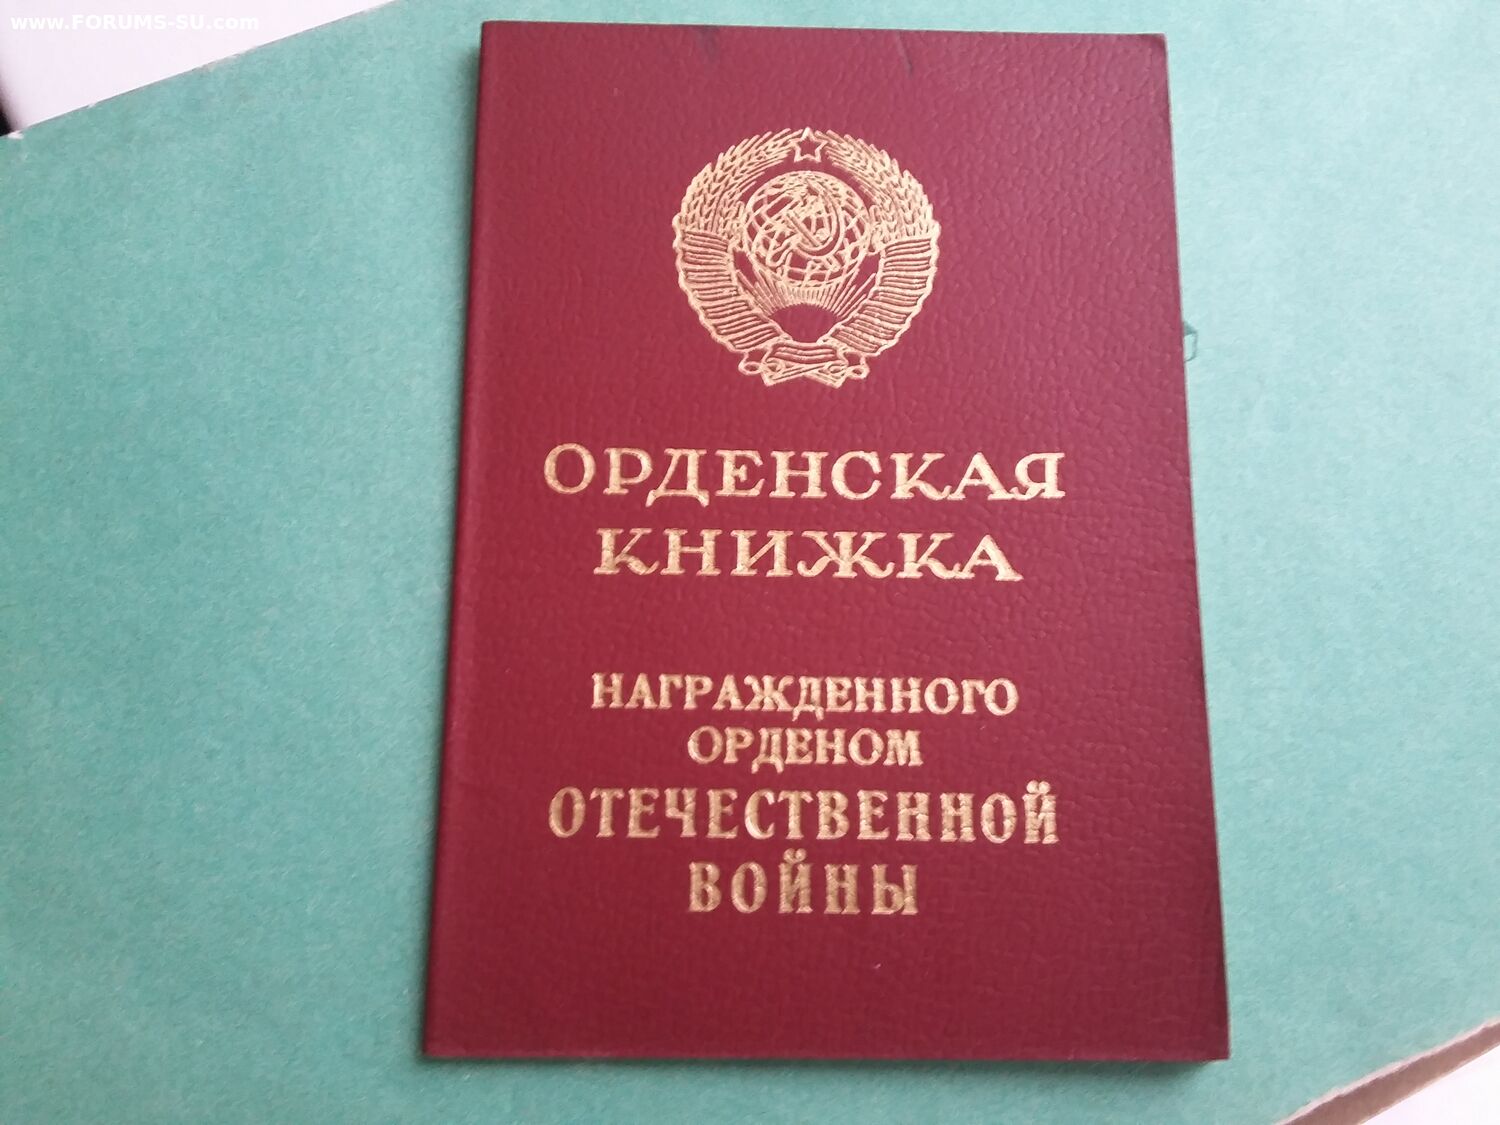 www.FORUMS-SU.com
ОРДЕНСКАЯ
КНИЖКА
НАГРАЖДЕННОГО
ОРДЕНОМ
ОТЕЧЕСТВЕННОЙ
ВОЙНЫ